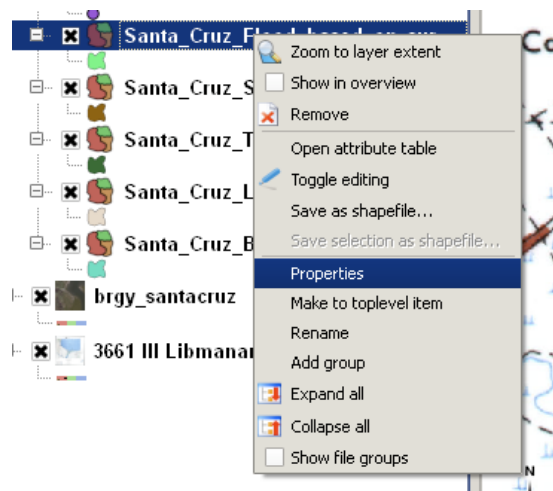 Santa_Cruz_Flood_based_on_sur
Zoom to layer extent
Show in overview
Santa_Cruz_S
Remove
Santa_Cruz_T
Open attribute table
Toggle editing
Santa_Cruz_L
Save as shapefile...
Save selection as shapefile...
Santa_Cruz_B
Properties
brgy_santacruz
Make to toplevel item
Rename
3661 III Libmanan
Add group
Expand all
Collapse all
Show file groups
Co
N